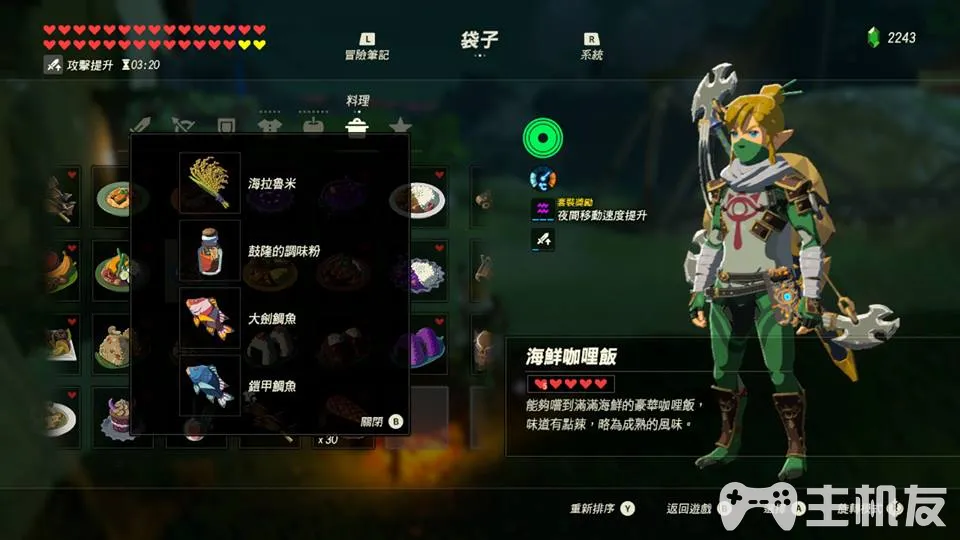 L
冒險筆記
袋子
R
系統
2243
攻擊提升 03:20
料理
海拉魯米
鼓隆的調味粉
大劍鯛魚
鎧甲鯛魚
關閉 B
x30
套裝獎勵
夜間移動速度提升
海鮮咖哩飯
能夠嚐到滿滿海鮮的豪華咖哩飯，
味道有點辣，略為成熟的風味。
重新排序 Y
返回遊戲
主机友